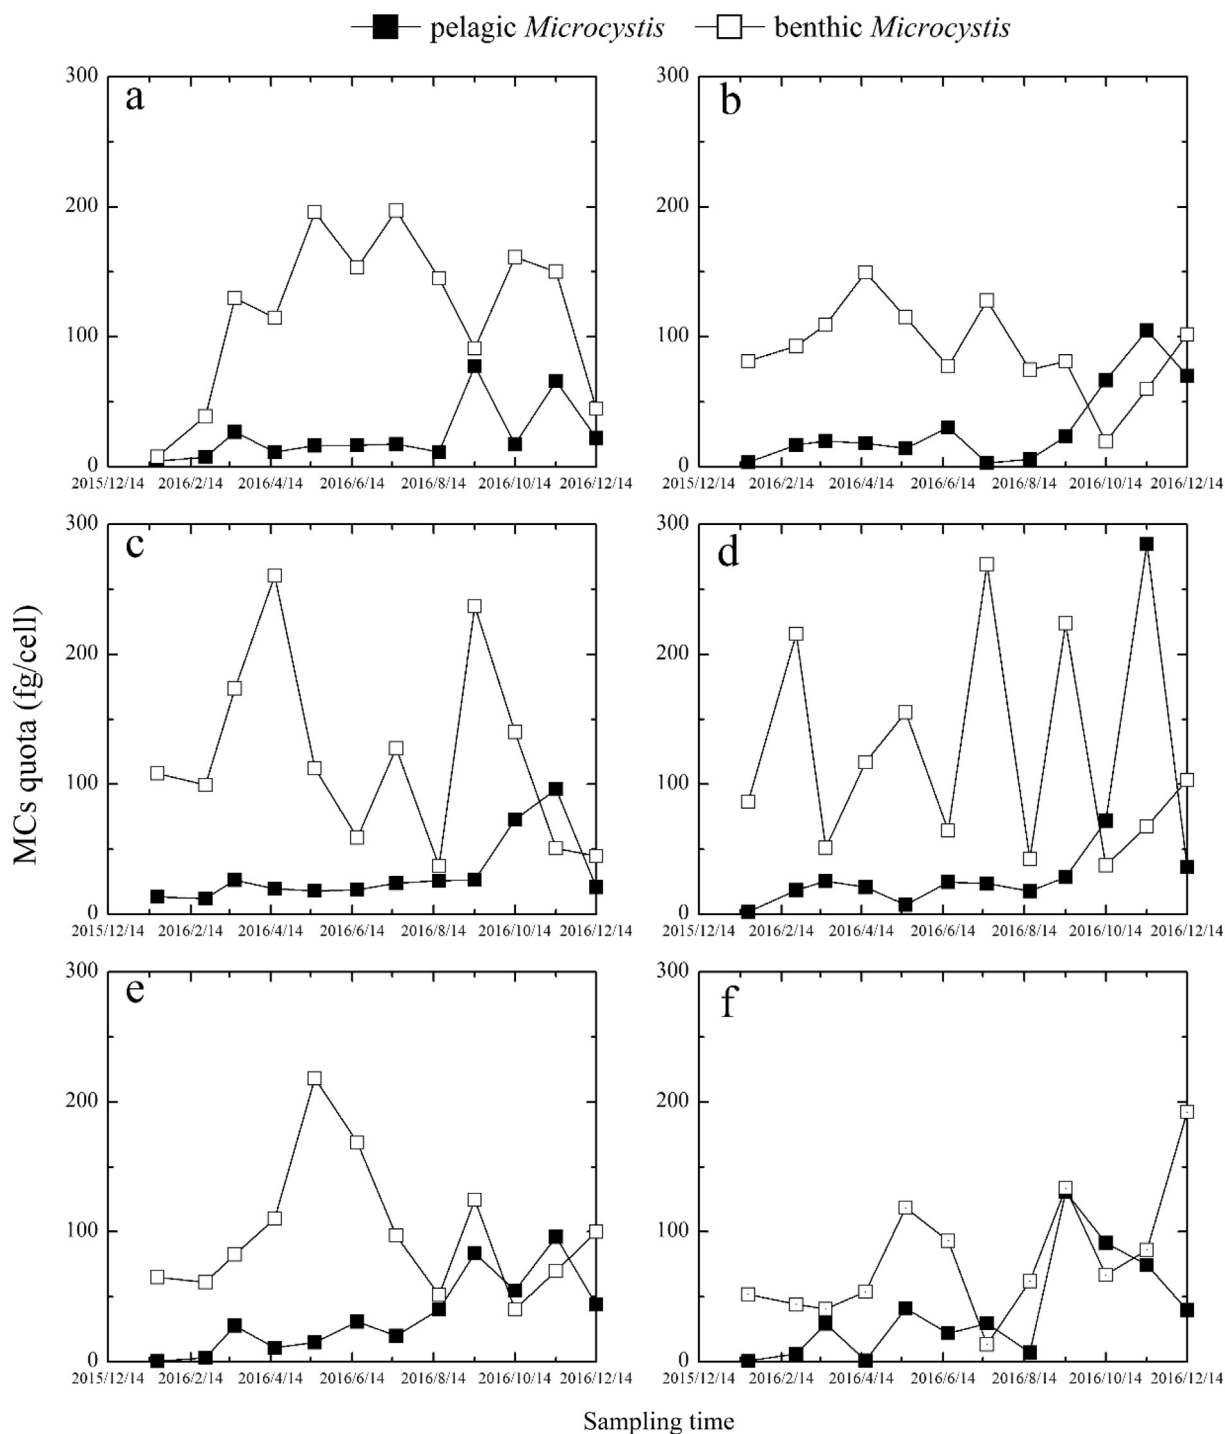 pelagic Microcystis benthic Microcystis
300 a 300 b
200 200
100 100
0 0
2015/12/14 2016/2/14 2016/4/14 2016/6/14 2016/8/14 2016/10/14 2016/12/14 2015/12/14 2016/2/14 2016/4/14 2016/6/14 2016/8/14 2016/10/14 2016/12/14
300 c 300 d
200 200
MCs quota (fg/cell)
100 100
0 0
2015/12/14 2016/2/14 2016/4/14 2016/6/14 2016/8/14 2016/10/14 2016/12/14 2015/12/14 2016/2/14 2016/4/14 2016/6/14 2016/8/14 2016/10/14 2016/12/14
300 e 300 f
200 200
100 100
0 0
2015/12/14 2016/2/14 2016/4/14 2016/6/14 2016/8/14 2016/10/14 2016/12/14 2015/12/14 2016/2/14 2016/4/14 2016/6/14 2016/8/14 2016/10/14 2016/12/14
Sampling time